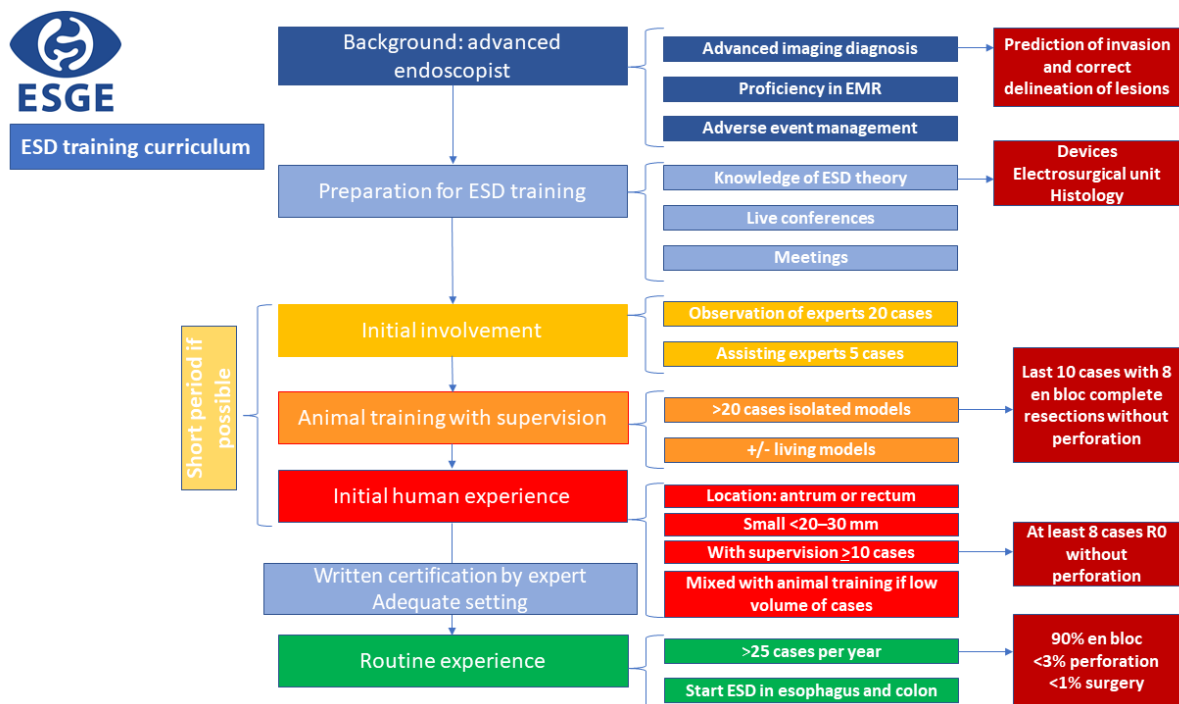 ESGE
ESD training curriculum
Background: advanced
endoscopist
Advanced imaging diagnosis
Proficiency in EMR
Adverse event management
Prediction of invasion
and correct
delineation of lesions
Preparation for ESD training
Knowledge of ESD theory
Live conferences
Meetings
Devices
Electrosurgical unit
Histology
Short period if
possible
Initial involvement
Observation of experts 20 cases
Assisting experts 5 cases
Animal training with supervision
>20 cases isolated models
+/- living models
Last 10 cases with 8
en bloc complete
resections without
perforation
Initial human experience
Location: antrum or rectum
Small <20–30 mm
With supervision ≥10 cases
Mixed with animal training if low
volume of cases
At least 8 cases R0
without
perforation
Written certification by expert
Adequate setting
Routine experience
>25 cases per year
Start ESD in esophagus and colon
90% en bloc
<3% perforation
<1% surgery